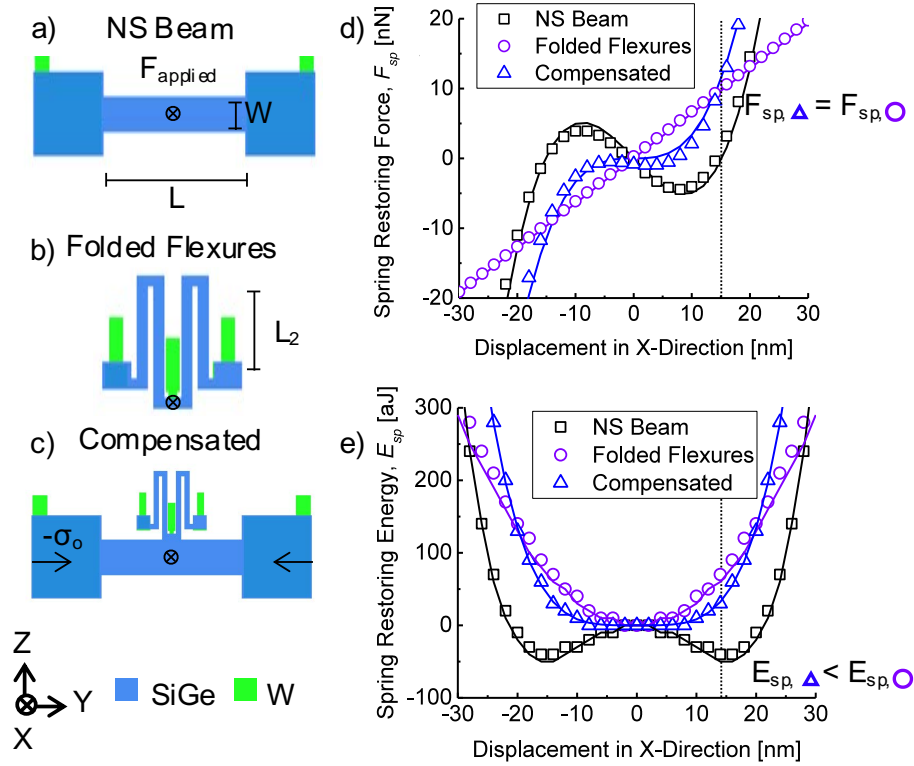 a) NS Beam
F applied
W
L
b) Folded Flexures
L₂
c) Compensated
-σₒ
Z
Y
X
SiGe
W
d)
Spring Restoring Force, F_sp [nN]
20
10
0
-10
20
NS Beam
Folded Flexures
Compensated
F_sp, △ = F_sp, ○
-30 -20 -10 0 10 20 30
Displacement in X-Direction [nm]
e)
Spring Restoring Energy, E_sp [aJ]
300
200
100
0
-100
NS Beam
Folded Flexures
Compensated
E_sp, △ < E_sp, ○
-30 -20 -10 0 10 20 30
Displacement in X-Direction [nm]